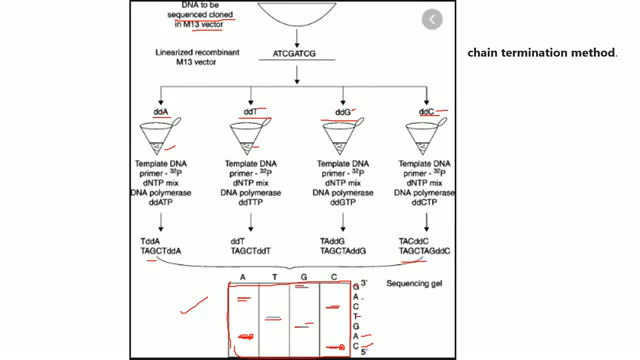 DNA to be
sequenced cloned
in M13 vector
chain termination method.
Linearized recombinant
M13 vector
ATCGATCG
ddA ddT ddG ddC
Template DNA Template DNA Template DNA Template DNA
primer - 32P primer - 32P primer - 32P primer - 32P
dNTP mix dNTP mix dNTP mix dNTP mix
DNA polymerase DNA polymerase DNA polymerase DNA polymerase
ddATP ddTTP ddGTP ddCTP
TddA ddT TAddG TACddC
TAGCTddA TAGCTddT TAGCTAddG TAGCTAGddC
A T G C
3'
G
A
C
T
G
A
C
5'
Sequencing gel